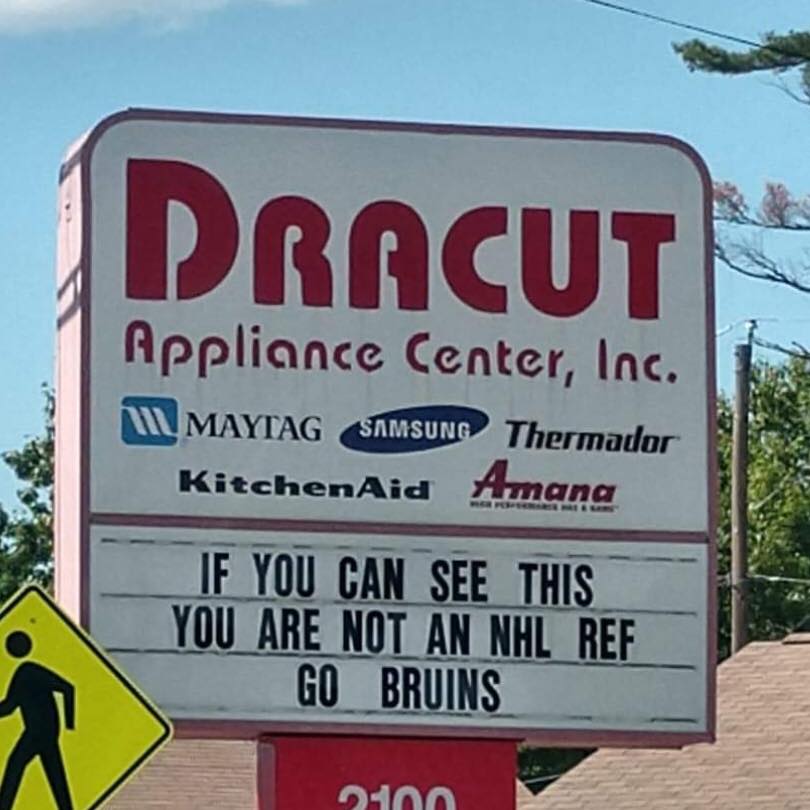 DRACUT
Appliance Center, Inc.
MAYTAG SAMSUNG Thermador
KitchenAid Amana
IF YOU CAN SEE THIS
YOU ARE NOT AN NHL REF
GO BRUINS
2100